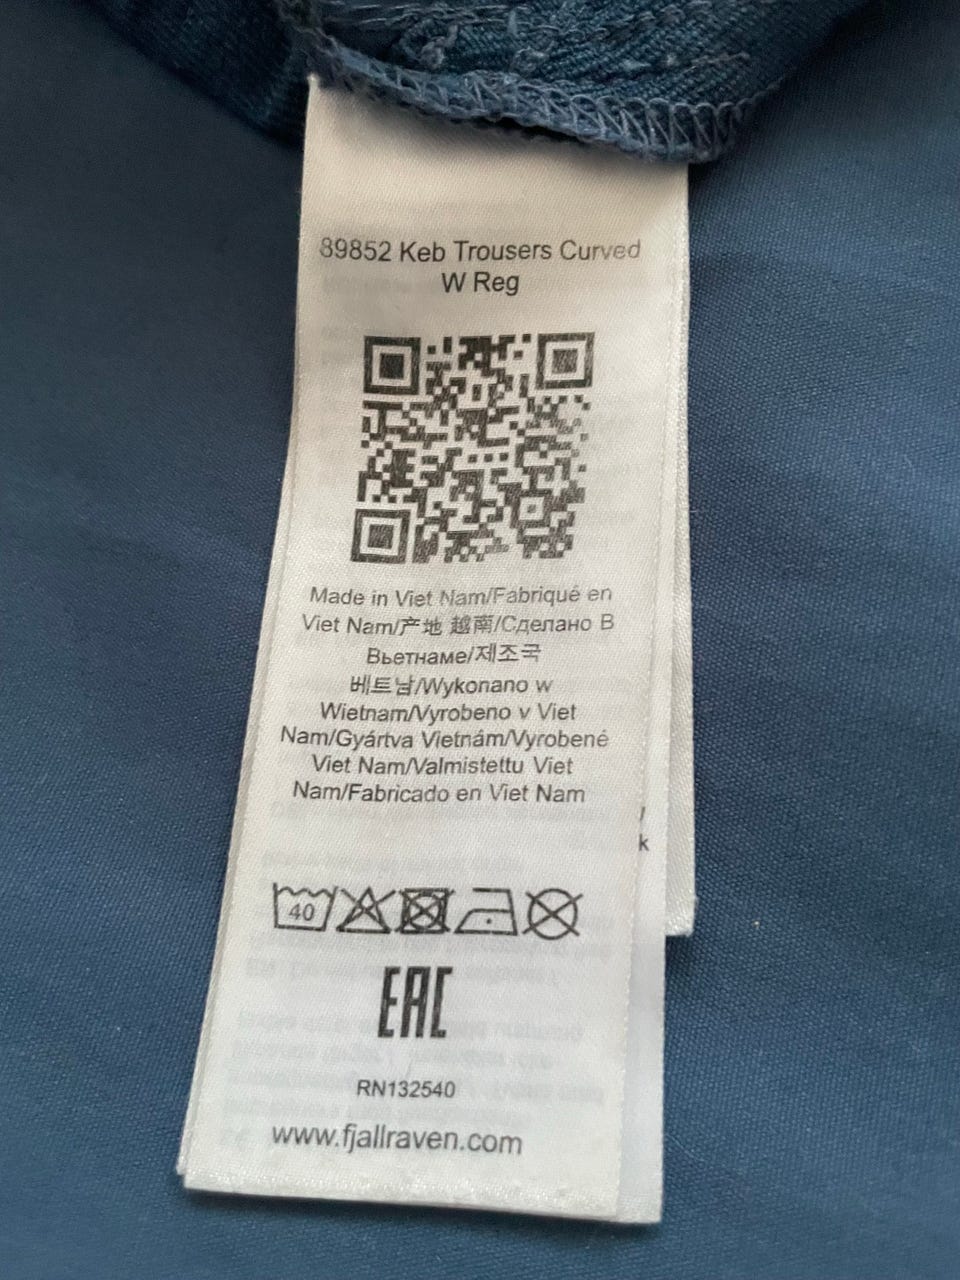 89852 Keb Trousers Curved
W Reg
Made in Viet Nam/Fabriqué en
Viet Nam/产地 越南/Сделано В
Вьетнаме/제조국
베트남/Wykonano w
Wietnam/Vyrobeno v Viet
Nam/Gyártva Vietnám/Vyrobené
Viet Nam/Valmistettu Viet
Nam/Fabricado en Viet Nam
k
40
EAC
RN132540
www.fjallraven.com